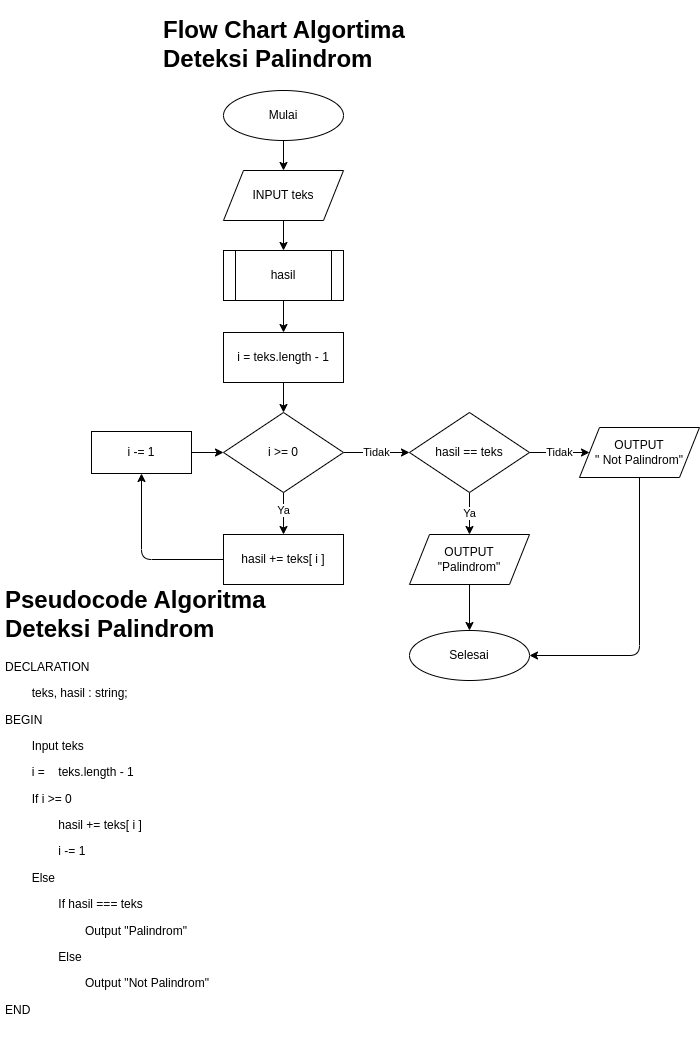 Flow Chart Algortima
Deteksi Palindrom
Mulai
INPUT teks
hasil
i = teks.length - 1
i -= 1
i >= 0
Tidak
hasil == teks
Tidak
OUTPUT
" Not Palindrom"
Ya
Ya
hasil += teks[ i ]
OUTPUT
"Palindrom"
Selesai
Pseudocode Algoritma
Deteksi Palindrom
DECLARATION
teks, hasil : string;
BEGIN
Input teks
i = teks.length - 1
If i >= 0
hasil += teks[ i ]
i -= 1
Else
If hasil === teks
Output "Palindrom"
Else
Output "Not Palindrom"
END